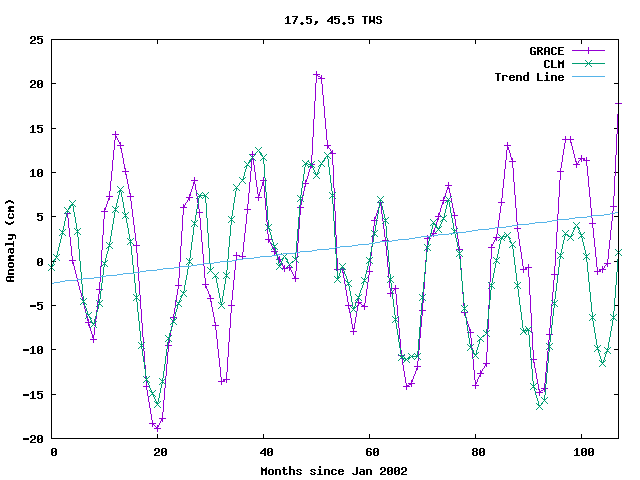 17.5, 45.5 TWS
GRACE
CLM
Trend Line
Anomaly (cm)
25
20
15
10
5
0
-5
-10
-15
-20
0 20 40 60 80 100
Months since Jan 2002